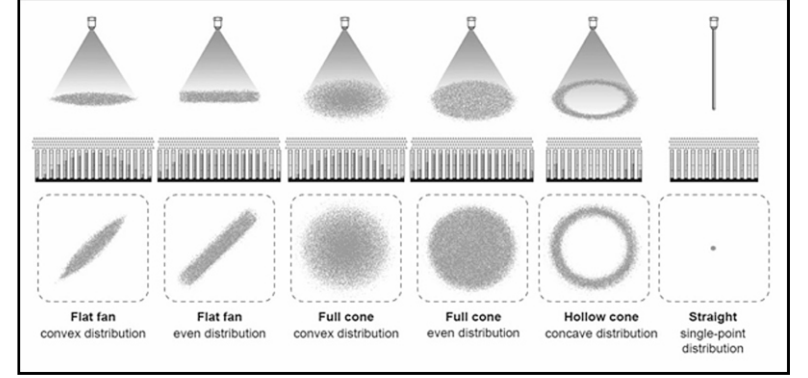 Flat fan
convex distribution
Flat fan
even distribution
Full cone
convex distribution
Full cone
even distribution
Hollow cone
concave distribution
Straight
single-point
distribution